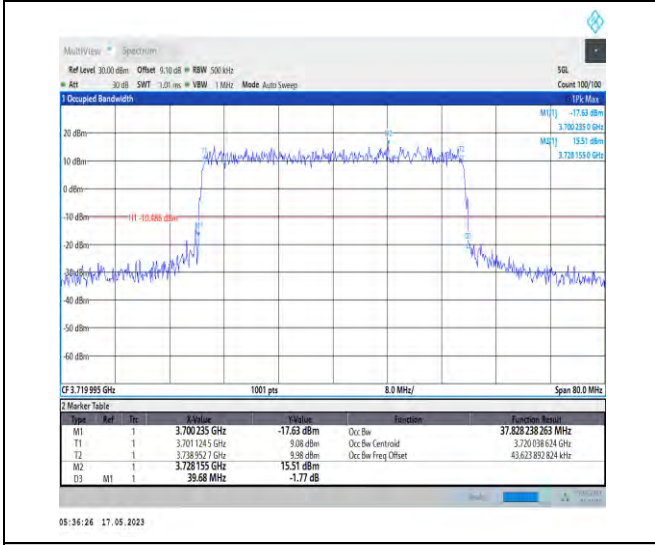 MultiView Spectrum
Ref Level 30.00 dBm Offset 9.10 dB RBW 500 kHz SGL
Att 30 dB SWT 1.01 ms VBW 1 MHz Mode Auto Sweep Count 100/100
1 Occupied Bandwidth 1Pk Max
M1[1] -17.63 dBm
3.700 235 0 GHz
M2[1] 15.51 dBm
3.728 155 0 GHz
20 dBm
10 dBm
0 dBm
-10 dBm H1 -10.486 dBm
-20 dBm
-30 dBm
-40 dBm
-50 dBm
-60 dBm
CF 3.719 995 GHz 1001 pts 8.0 MHz/ Span 80.0 MHz
2 Marker Table
Type Ref Trc X-Value Y-Value Function Function Result
M1 1 3.700 235 GHz -17.63 dBm Occ Bw 37.828 238 263 MHz
T1 1 3.701 124 5 GHz 9.08 dBm Occ Bw Centroid 3.720 038 624 GHz
T2 1 3.738 952 7 GHz 9.98 dBm Occ Bw Freq Offset 43.623 892 824 kHz
M2 1 3.728 155 GHz 15.51 dBm
D3 M1 1 39.68 MHz -1.77 dB
05:36:26 17.05.2023